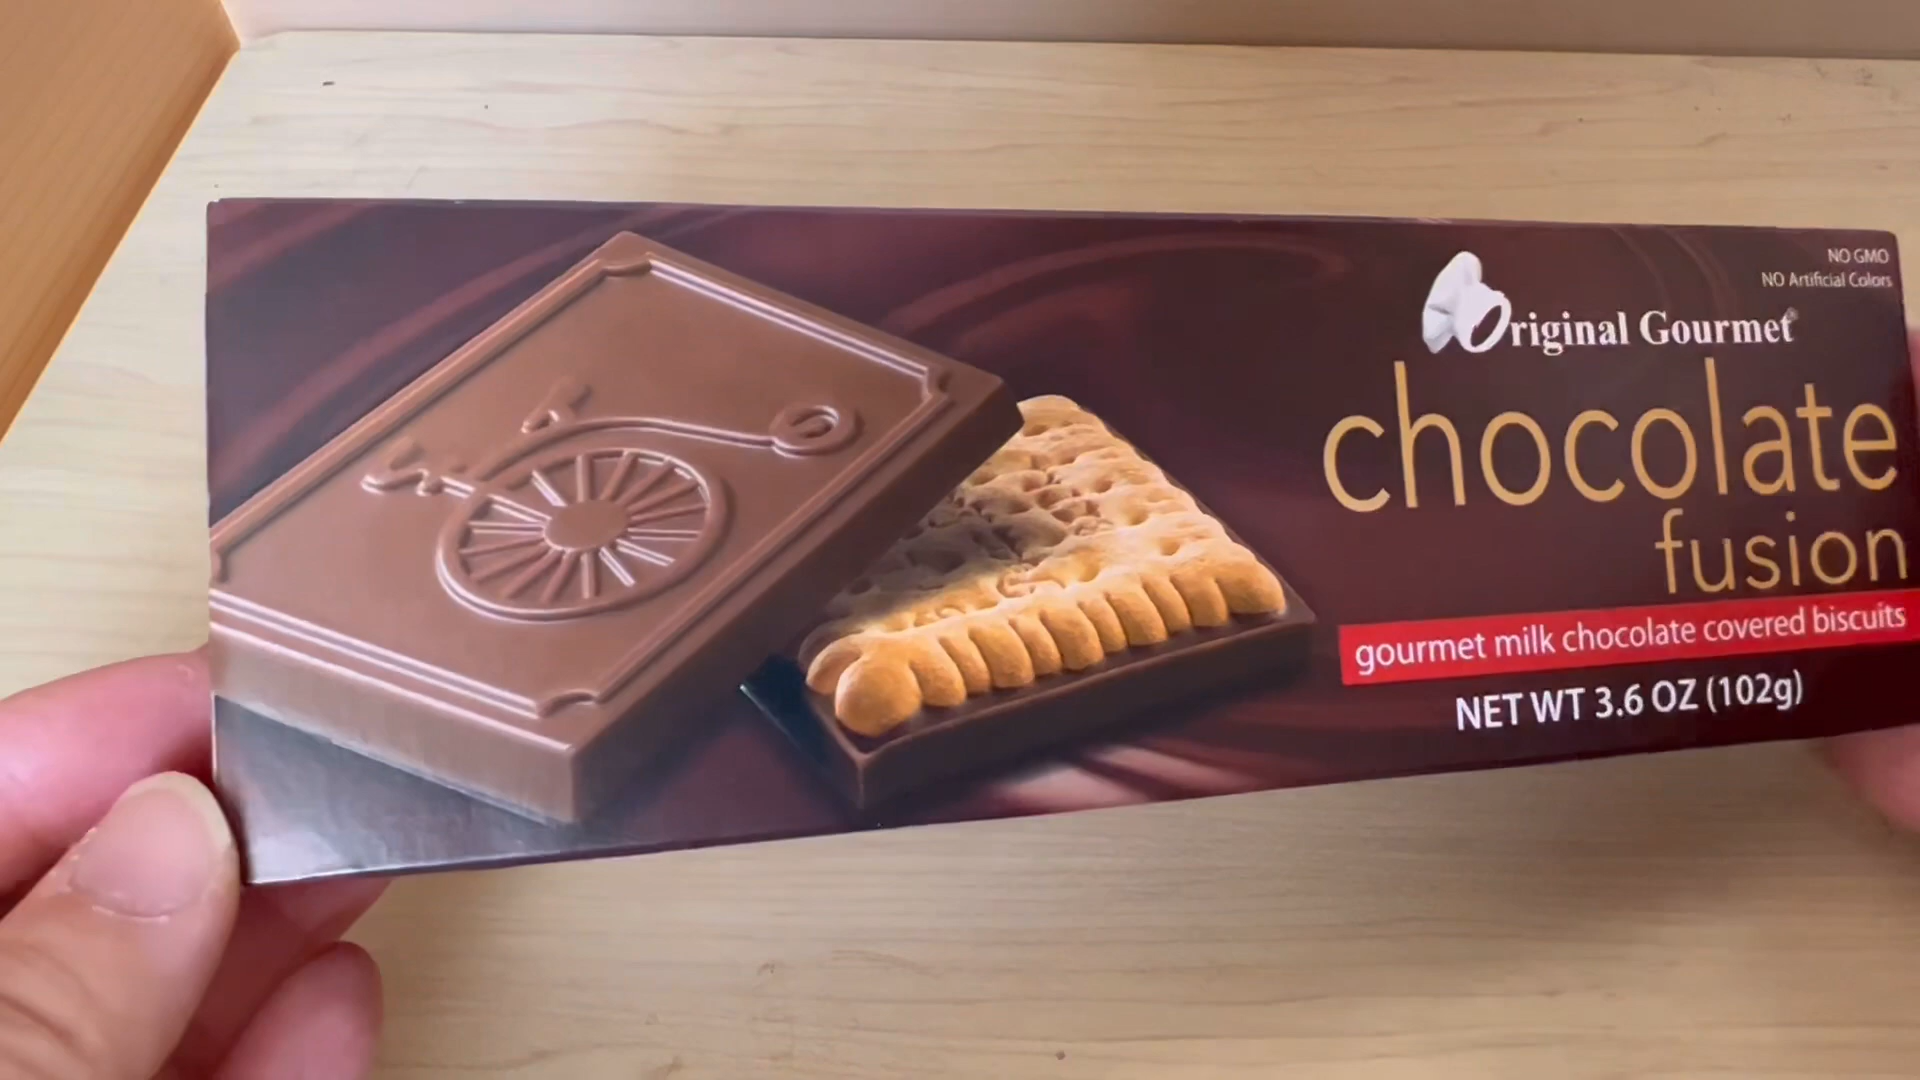 NO GMO
NO Artificial Colors
Original Gourmet®
chocolate
fusion
gourmet milk chocolate covered biscuits
NET WT 3.6 OZ (102g)